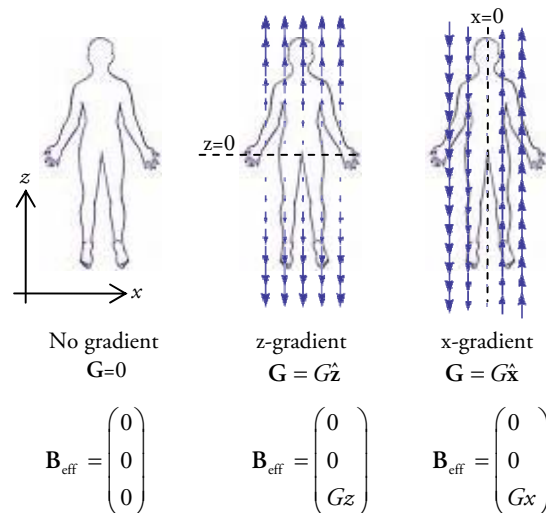 x=0
z=0
z
x
No gradient
G=0
z-gradient
G = Gẑ
x-gradient
G = Gx̂
B_eff = (0 0 0)
B_eff = (0 0 Gz)
B_eff = (0 0 Gx)